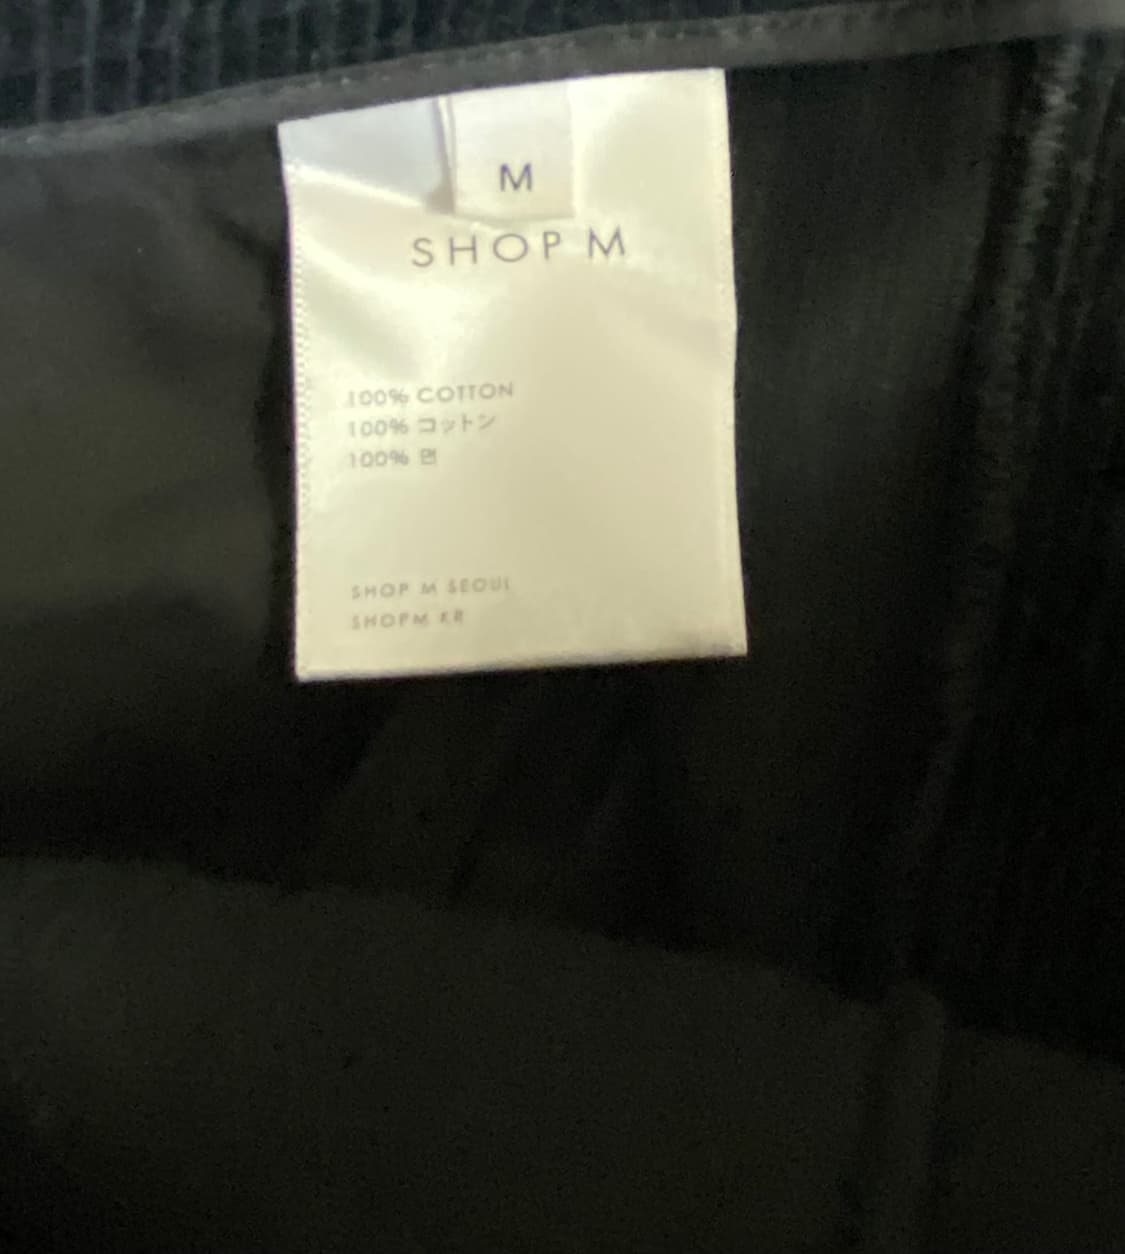 M
SHOP M
100% COTTON
100% コットン
100% 면
SHOP M SEOUL
SHOPM KR